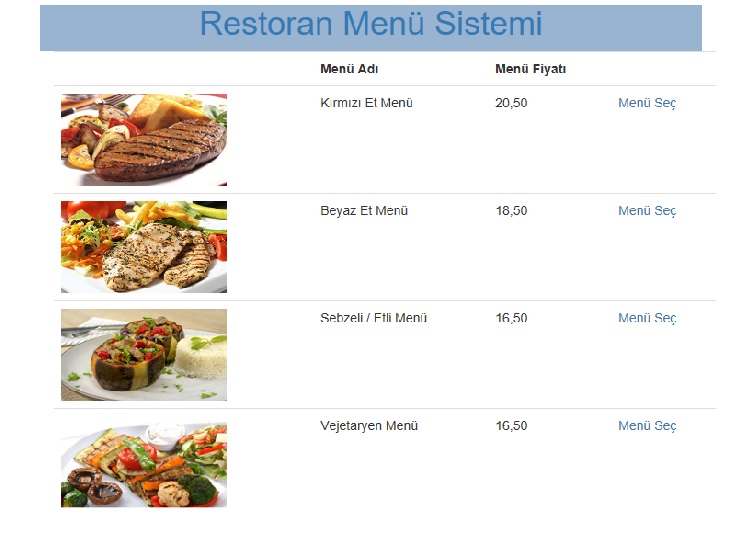 Restoran Menü Sistemi
Menü Adı Menü Fiyatı
Kırmızı Et Menü 20,50 Menü Seç
Beyaz Et Menü 18,50 Menü Seç
Sebzeli / Etli Menü 16,50 Menü Seç
Vejetaryen Menü 16,50 Menü Seç